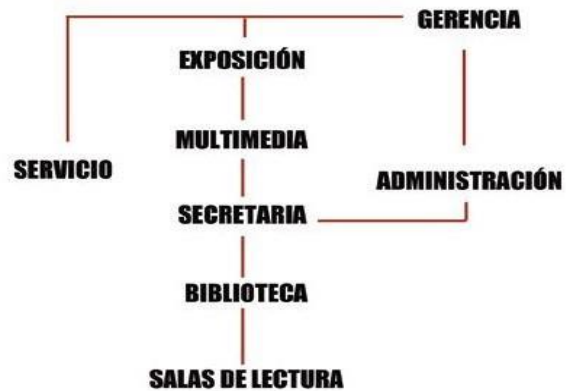 GERENCIA
EXPOSICIÓN
MULTIMEDIA
SERVICIO
ADMINISTRACIÓN
SECRETARIA
BIBLIOTECA
SALAS DE LECTURA